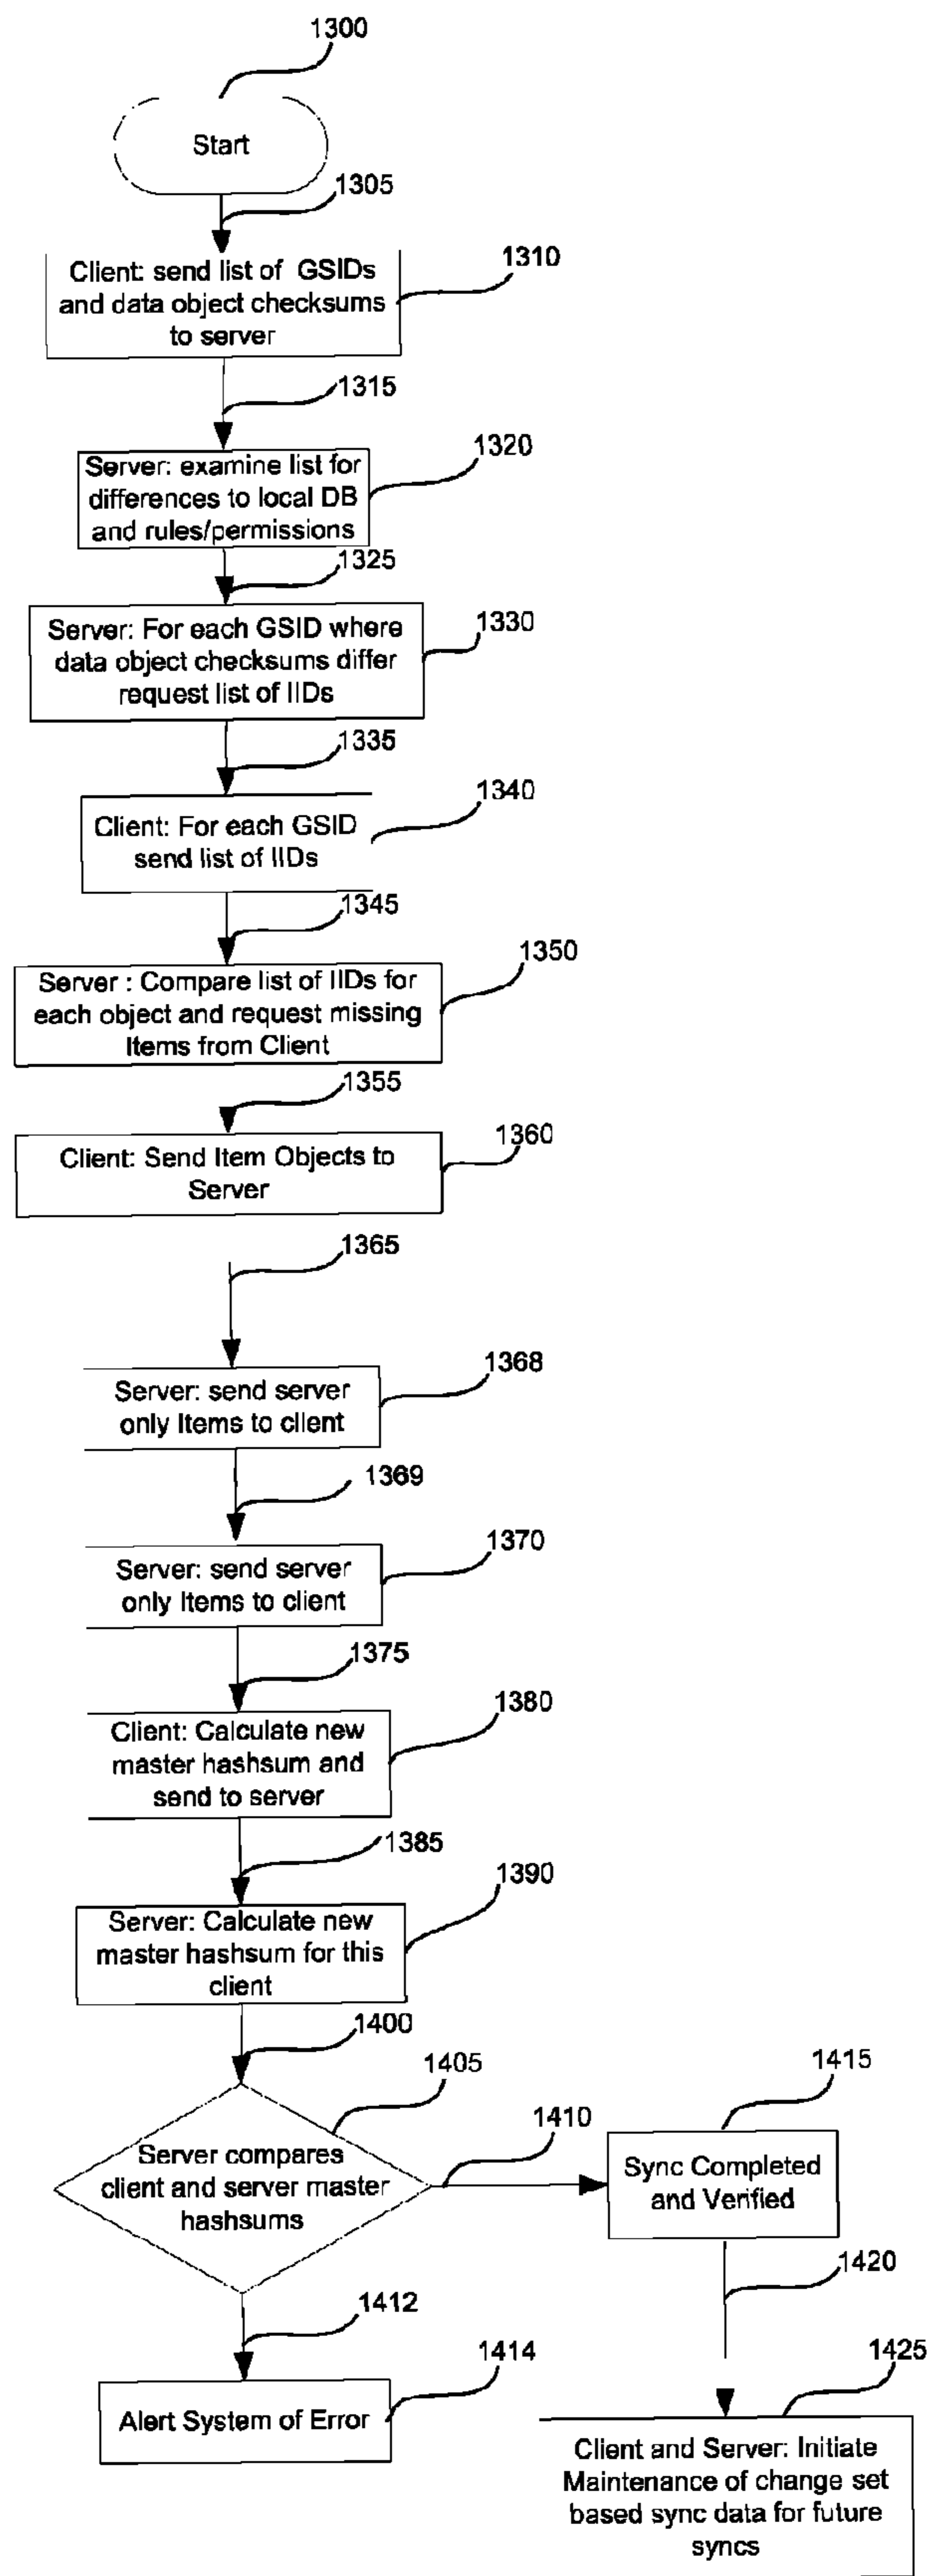 1300
Start
1305
1310
Client: send list of GSIDs
and data object checksums
to server
1315
1320
Server: examine list for
differences to local DB
and rules/permissions
1325
1330
Server: For each GSID where
data object checksums differ
request list of IIDs
1335
1340
Client: For each GSID
send list of IIDs
1345
1350
Server : Compare list of IIDs for
each object and request missing
Items from Client
1355
1360
Client: Send Item Objects to
Server
1365
1368
Server: send server
only Items to client
1369
1370
Server: send server
only Items to client
1375
1380
Client: Calculate new
master hashsum and
send to server
1385
1390
Server: Calculate new
master hashsum for this
client
1400
1405
Server compares
client and server master
hashsums
1410
1415
Sync Completed
and Verified
1412
1414
Alert System of Error
1420
1425
Client and Server: Initiate
Maintenance of change set
based sync data for future
syncs